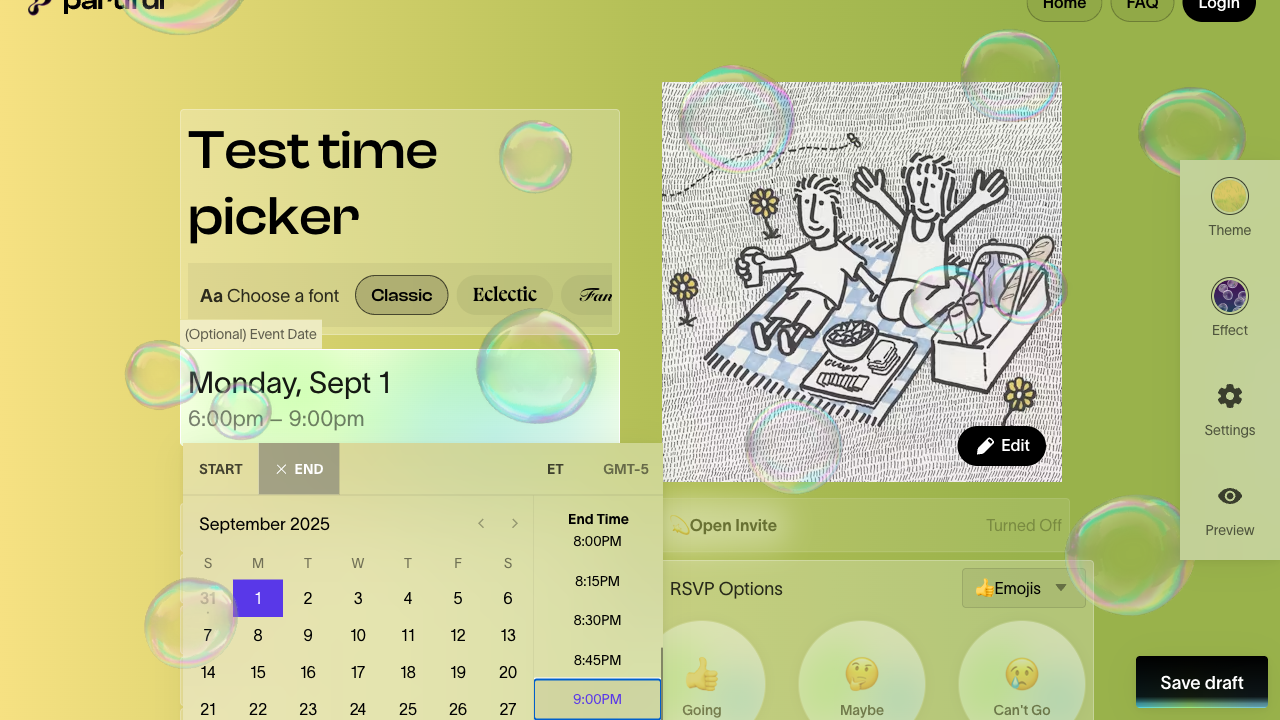 partiful
Home
FAQ
Login
Test time
picker
Aa Choose a font
Classic
Eclectic
(Optional) Event Date
Monday, Sept 1
6:00pm – 9:00pm
START
END
ET
GMT-5
September 2025
S M T W T F S
31 1 2 3 4 5 6
7 8 9 10 11 12 13
14 15 16 17 18 19 20
21 22 23 24 25 26 27
End Time
8:00PM
8:15PM
8:30PM
8:45PM
9:00PM
Edit
Open Invite
Turned Off
RSVP Options
Emojis
Going
Maybe
Can't Go
Theme
Effect
Settings
Preview
Save draft